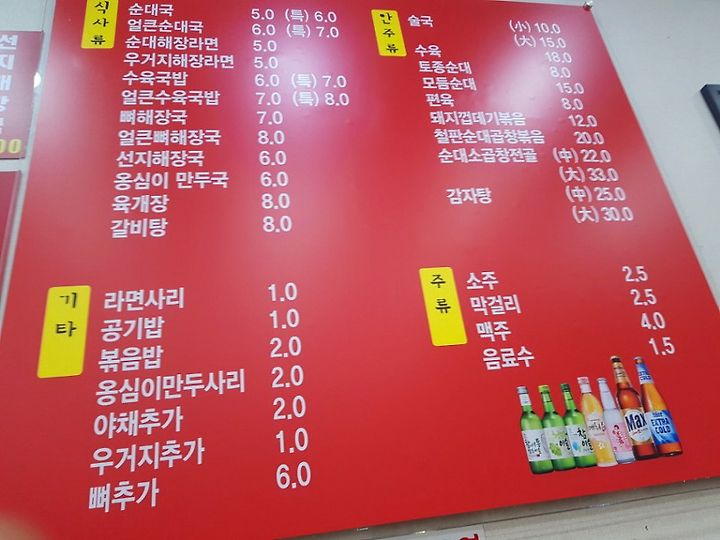 식사류
순대국 5.0 (특) 6.0
얼큰순대국 6.0 (특) 7.0
순대해장라면 5.0
우거지해장라면 5.0
수육국밥 6.0 (특) 7.0
얼큰수육국밥 7.0 (특) 8.0
뼈해장국 7.0
얼큰뼈해장국 8.0
선지해장국 6.0
옹심이 만두국 6.0
육개장 8.0
갈비탕 8.0
안주류
술국 (小) 10.0
(大) 15.0
수육 18.0
토종순대 8.0
모듬순대 15.0
편육 8.0
돼지껍데기볶음 12.0
철판순대곱창볶음 20.0
순대소곱창전골 (中) 22.0
(大) 33.0
감자탕 (中) 25.0
(大) 30.0
기타
라면사리 1.0
공기밥 1.0
볶음밥 2.0
옹심이만두사리 2.0
야채추가 2.0
우거지추가 1.0
뼈추가 6.0
주류
소주 2.5
막걸리 2.5
맥주 4.0
음료수 1.5
Max
EXTRA
COLD
선
지
해